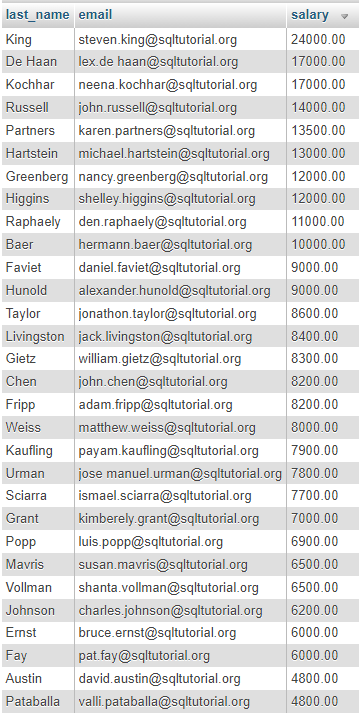 last_name email salary
King steven.king@sqltutorial.org 24000.00
De Haan lex.de haan@sqltutorial.org 17000.00
Kochhar neena.kochhar@sqltutorial.org 17000.00
Russell john.russell@sqltutorial.org 14000.00
Partners karen.partners@sqltutorial.org 13500.00
Hartstein michael.hartstein@sqltutorial.org 13000.00
Greenberg nancy.greenberg@sqltutorial.org 12000.00
Higgins shelley.higgins@sqltutorial.org 12000.00
Raphaely den.raphaely@sqltutorial.org 11000.00
Baer hermann.baer@sqltutorial.org 10000.00
Faviet daniel.faviet@sqltutorial.org 9000.00
Hunold alexander.hunold@sqltutorial.org 9000.00
Taylor jonathon.taylor@sqltutorial.org 8600.00
Livingston jack.livingston@sqltutorial.org 8400.00
Gietz william.gietz@sqltutorial.org 8300.00
Chen john.chen@sqltutorial.org 8200.00
Fripp adam.fripp@sqltutorial.org 8200.00
Weiss matthew.weiss@sqltutorial.org 8000.00
Kaufling payam.kaufling@sqltutorial.org 7900.00
Urman jose manuel.urman@sqltutorial.org 7800.00
Sciarra ismael.sciarra@sqltutorial.org 7700.00
Grant kimberely.grant@sqltutorial.org 7000.00
Popp luis.popp@sqltutorial.org 6900.00
Mavris susan.mavris@sqltutorial.org 6500.00
Vollman shanta.vollman@sqltutorial.org 6500.00
Johnson charles.johnson@sqltutorial.org 6200.00
Ernst bruce.ernst@sqltutorial.org 6000.00
Fay pat.fay@sqltutorial.org 6000.00
Austin david.austin@sqltutorial.org 4800.00
Pataballa valli.pataballa@sqltutorial.org 4800.00